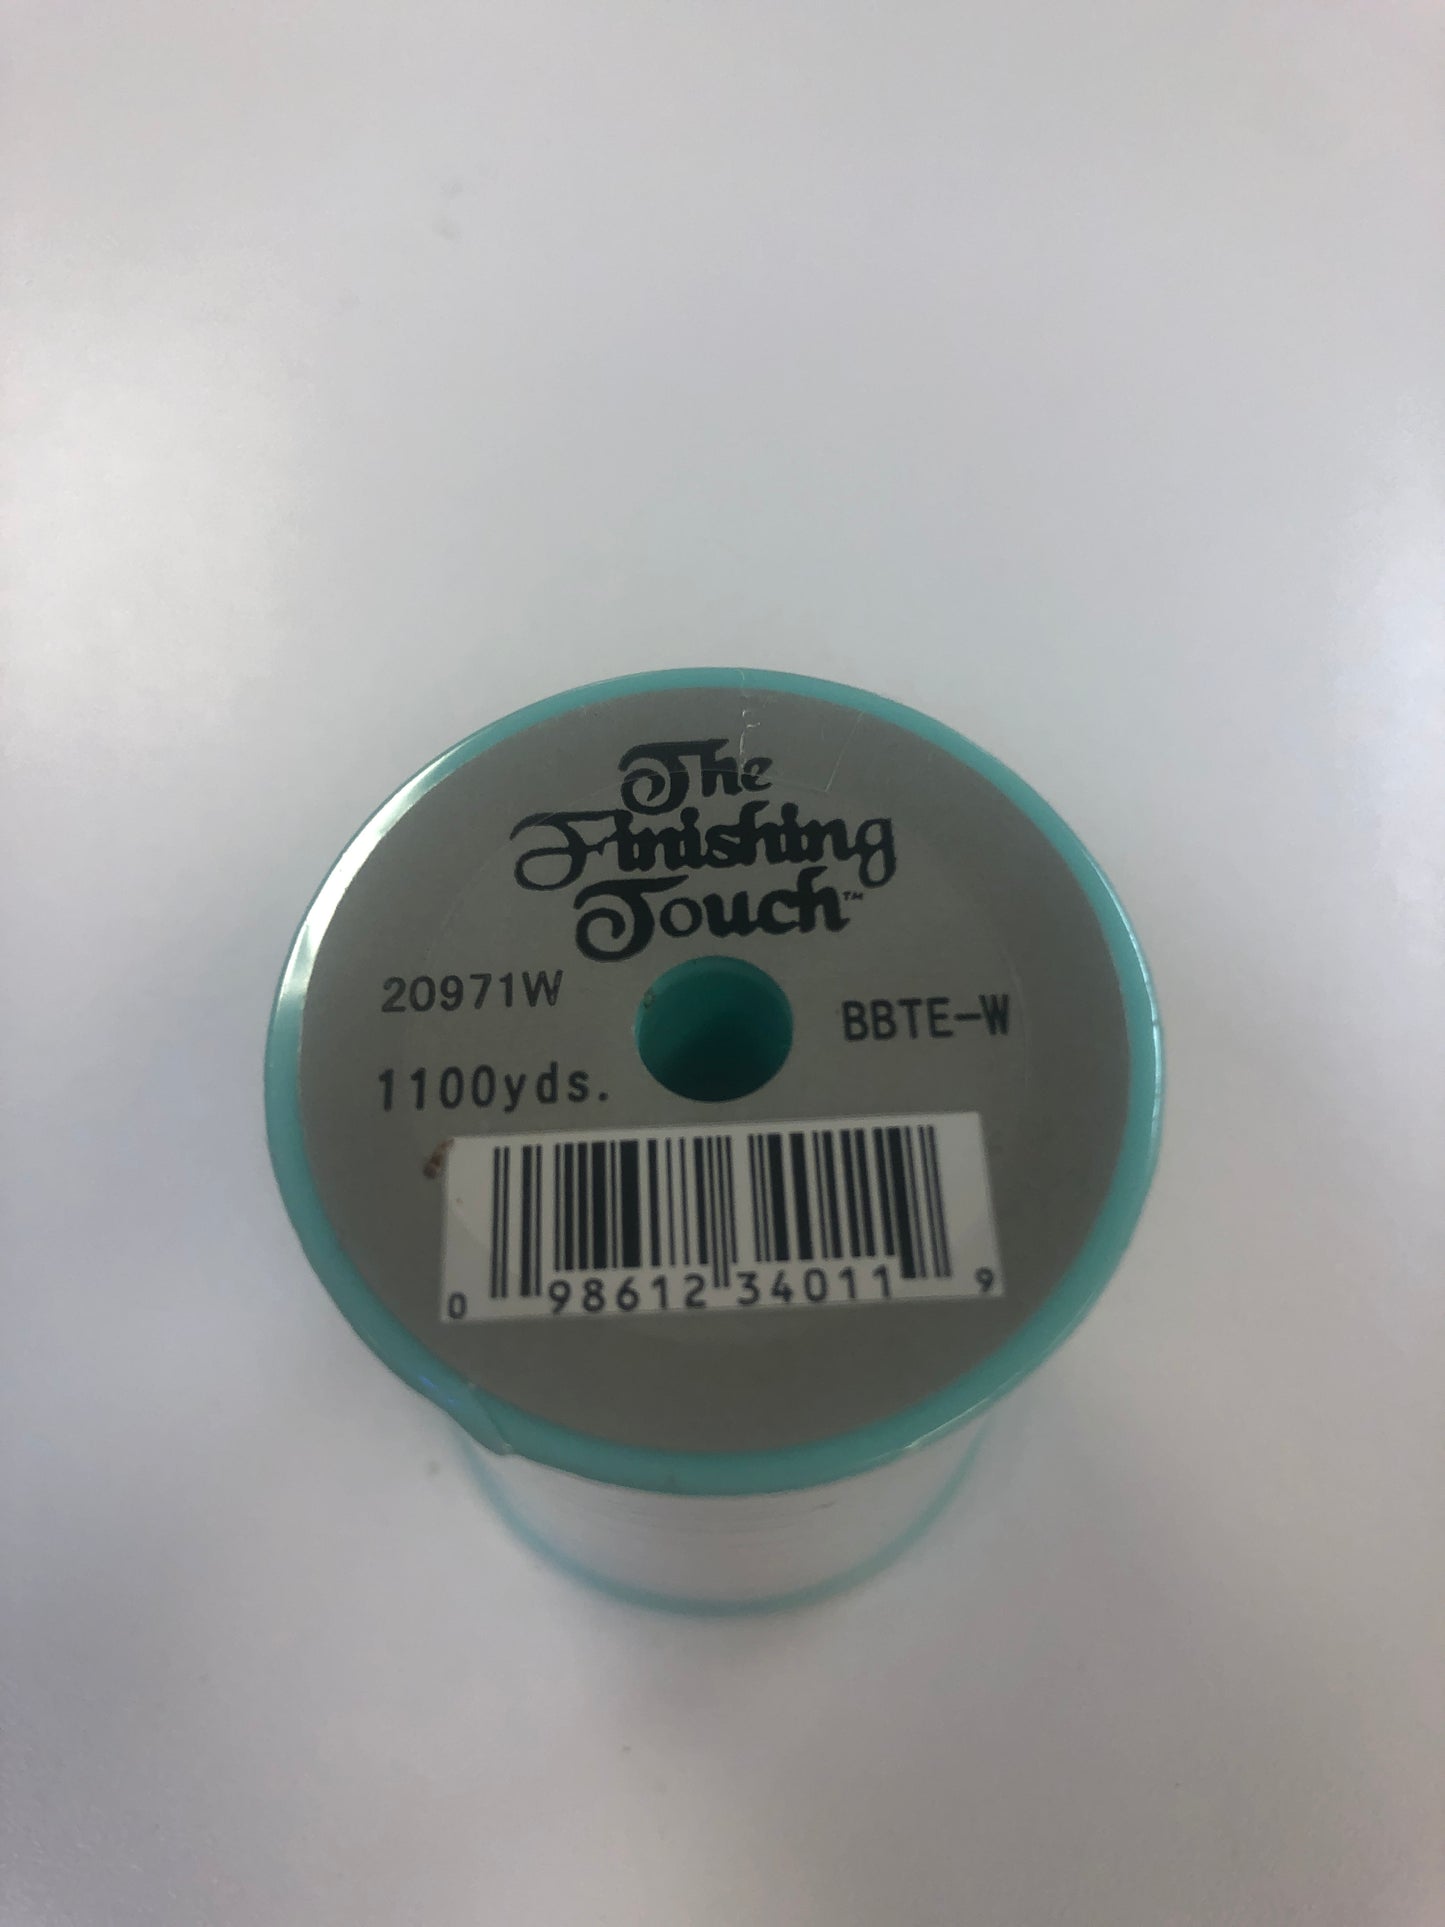 The
Finishing
Touch™
20971W
BBTE-W
1100yds.
0 98612 34011 9